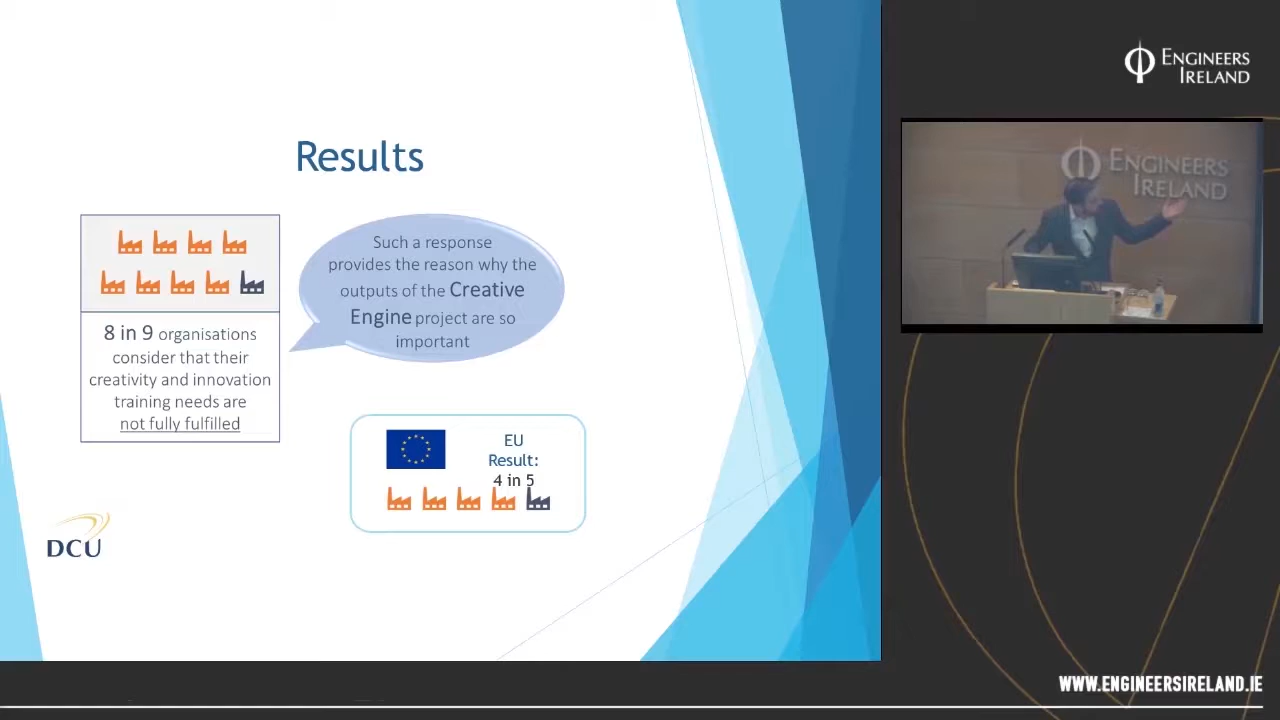 Results
8 in 9 organisations
consider that their
creativity and innovation
training needs are
not fully fulfilled
Such a response
provides the reason why the
outputs of the Creative
Engine project are so
important
EU
Result:
4 in 5
DCU
ENGINEERS
IRELAND
ENGINEERS
IRELAND
WWW.ENGINEERSIRELAND.IE